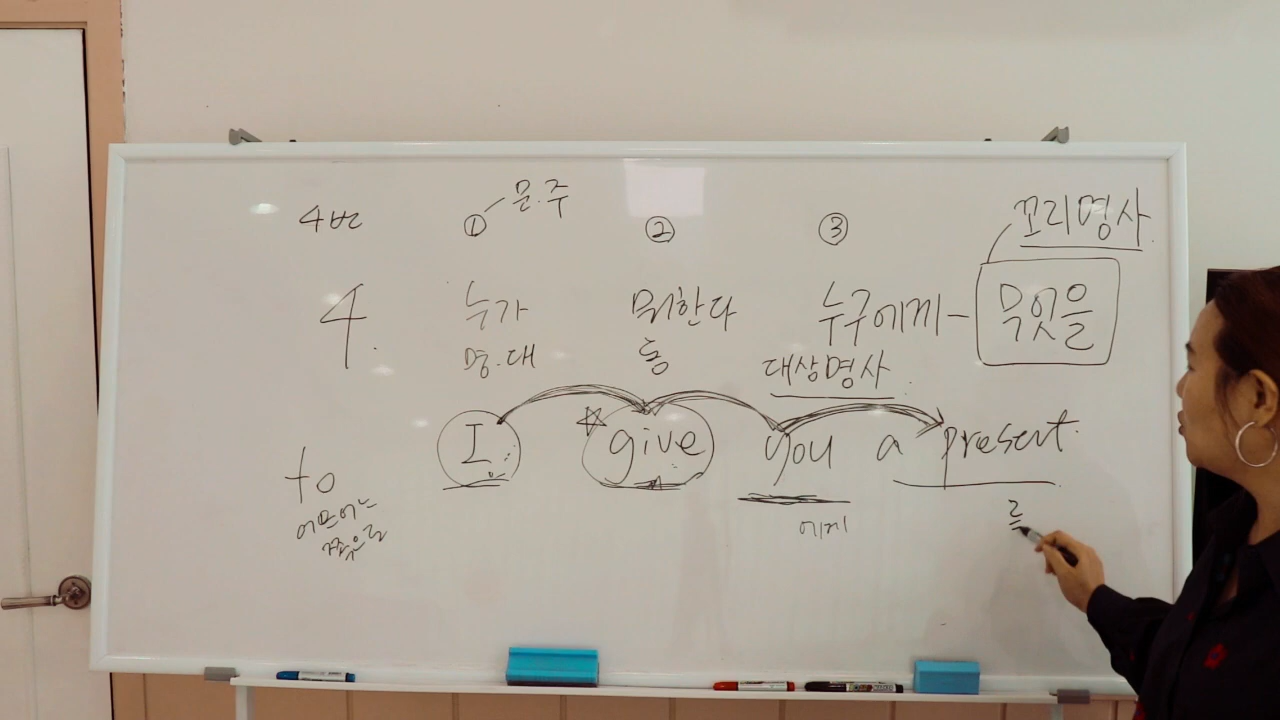 4번 ① 문.주 ② ③ 꼬리명사
4. 누가 뭐한다 누구에게 - 무엇을
명.대 동 대상명사
I ☆ give you a present.
to
에게 를